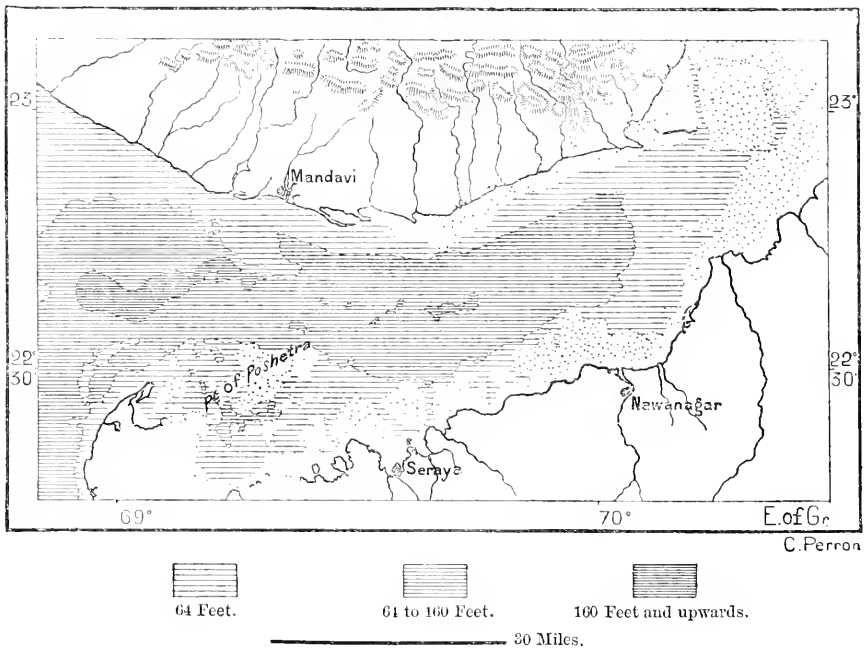 23°
23°
Mandavi
22°
30
Pt. of Poshetra
22°
30
Nawanagar
Seraya
69°
70°
E. of Gr.
C. Perron
64 Feet.
64 to 160 Feet.
160 Feet and upwards.
30 Miles.